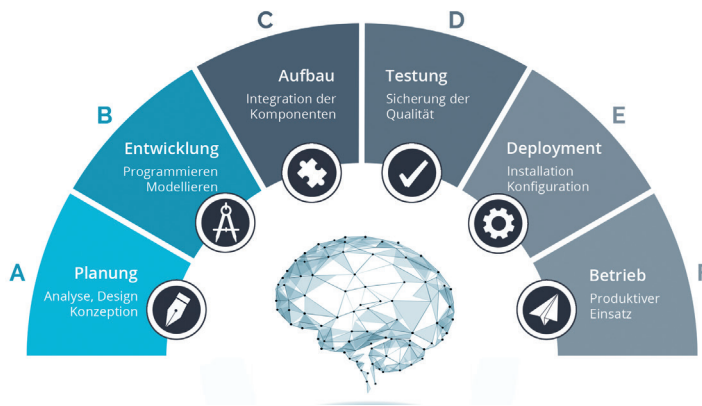 A
Planung
Analyse, Design
Konzeption
B
Entwicklung
Programmieren
Modellieren
C
Aufbau
Integration der
Komponenten
D
Testung
Sicherung der
Qualität
E
Deployment
Installation
Konfiguration
F
Betrieb
Produktiver
Einsatz